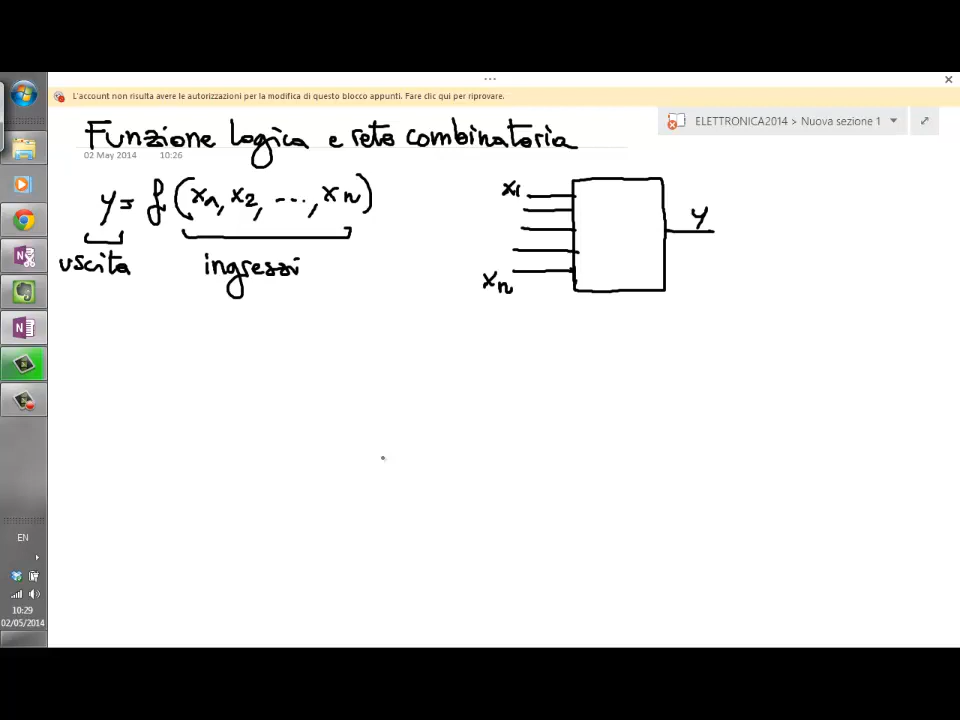 L'account non risulta avere le autorizzazioni per la modifica di questo blocco appunti. Fare clic qui per riprovare.
ELETTRONICA2014 > Nuova sezione 1
Funzione logica e rete combinatoria
02 May 2014 10:26
y = f (x1, x2, ..., xn)
uscita
ingressi
x1
y
xn
EN
10:29
02/05/2014